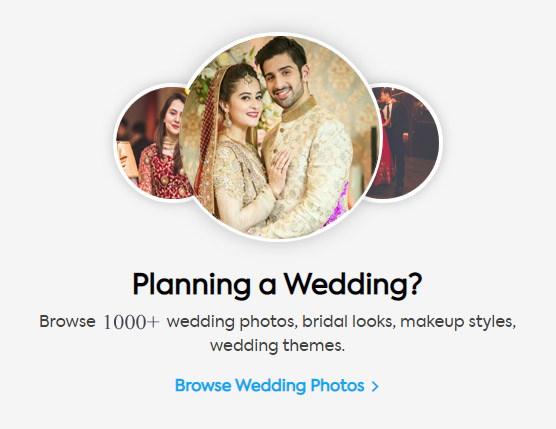 Planning a Wedding?
Browse 1000+ wedding photos, bridal looks, makeup styles,
wedding themes.
Browse Wedding Photos >